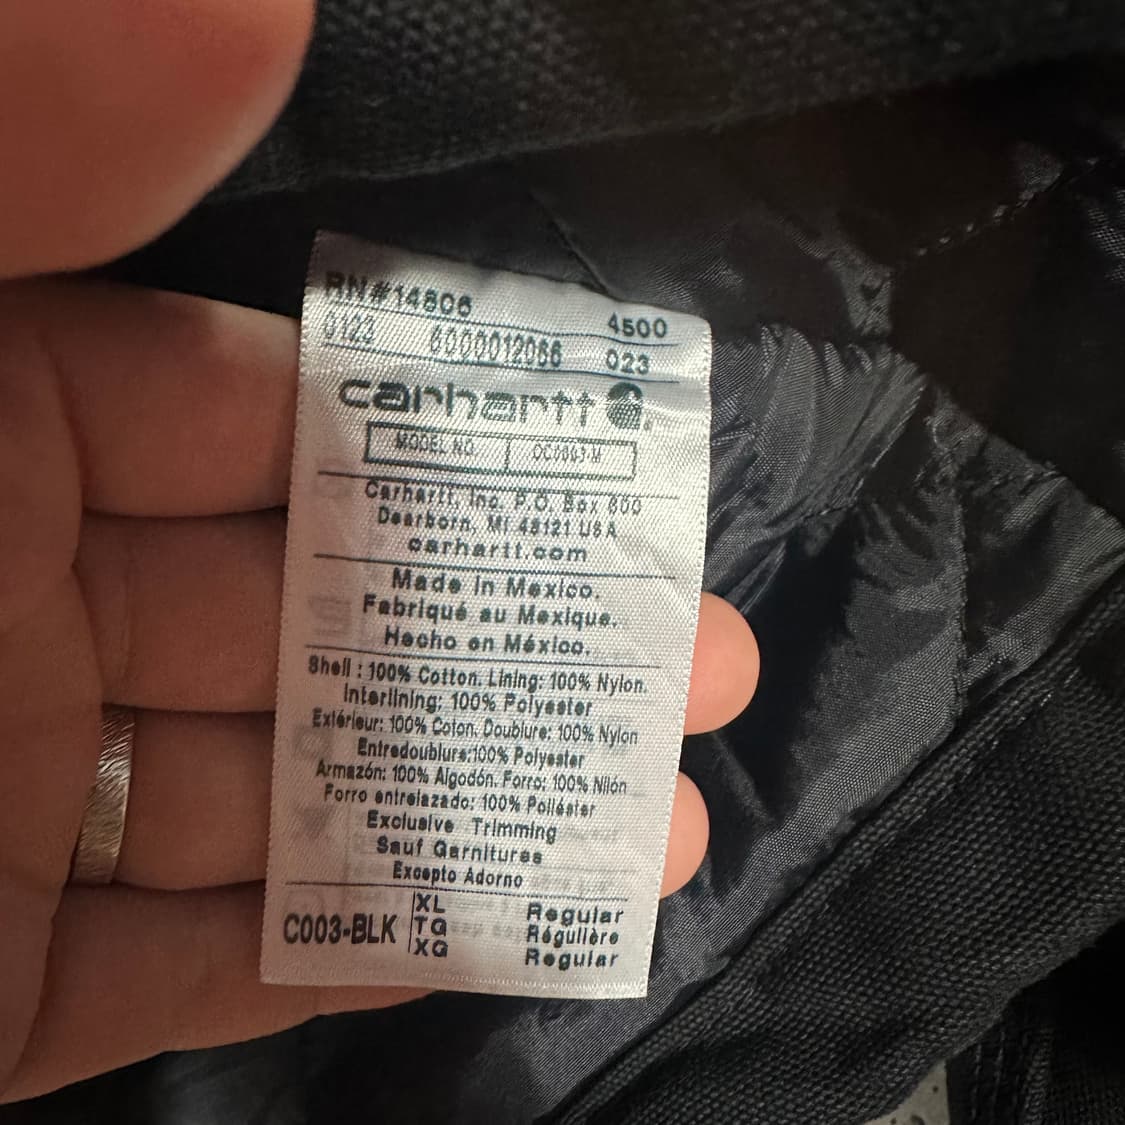 RN#14806 4500
0123 6000012066 023
carhartt
MODEL NO. OC0003-M
Carhartt, Inc. P.O. Box 600
Dearborn, MI 48121 USA
carhartt.com
Made in Mexico.
Fabriqué au Mexique.
Hecho en México.
Shell : 100% Cotton. Lining: 100% Nylon.
Interlining: 100% Polyester
Extérieur: 100% Coton. Doublure: 100% Nylon
Entredoublure:100% Polyester
Armazón: 100% Algodón. Forro: 100% Nilón
Forro entrelazado: 100% Poliéster
Exclusive Trimming
Sauf Garnitures
Excepto Adorno
C003-BLK XL Regular
TG Régulière
XG Regular